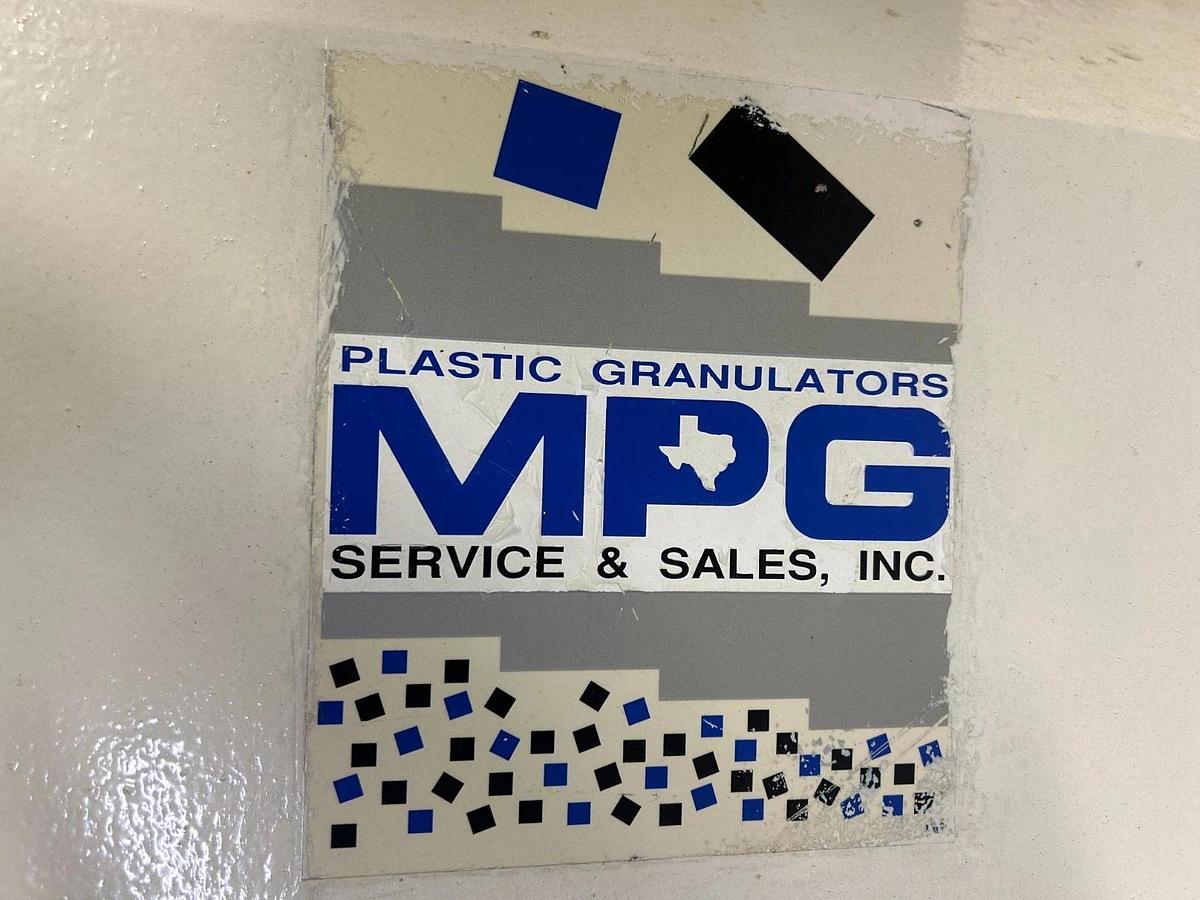 PLASTIC GRANULATORS
MPG
SERVICE & SALES, INC.